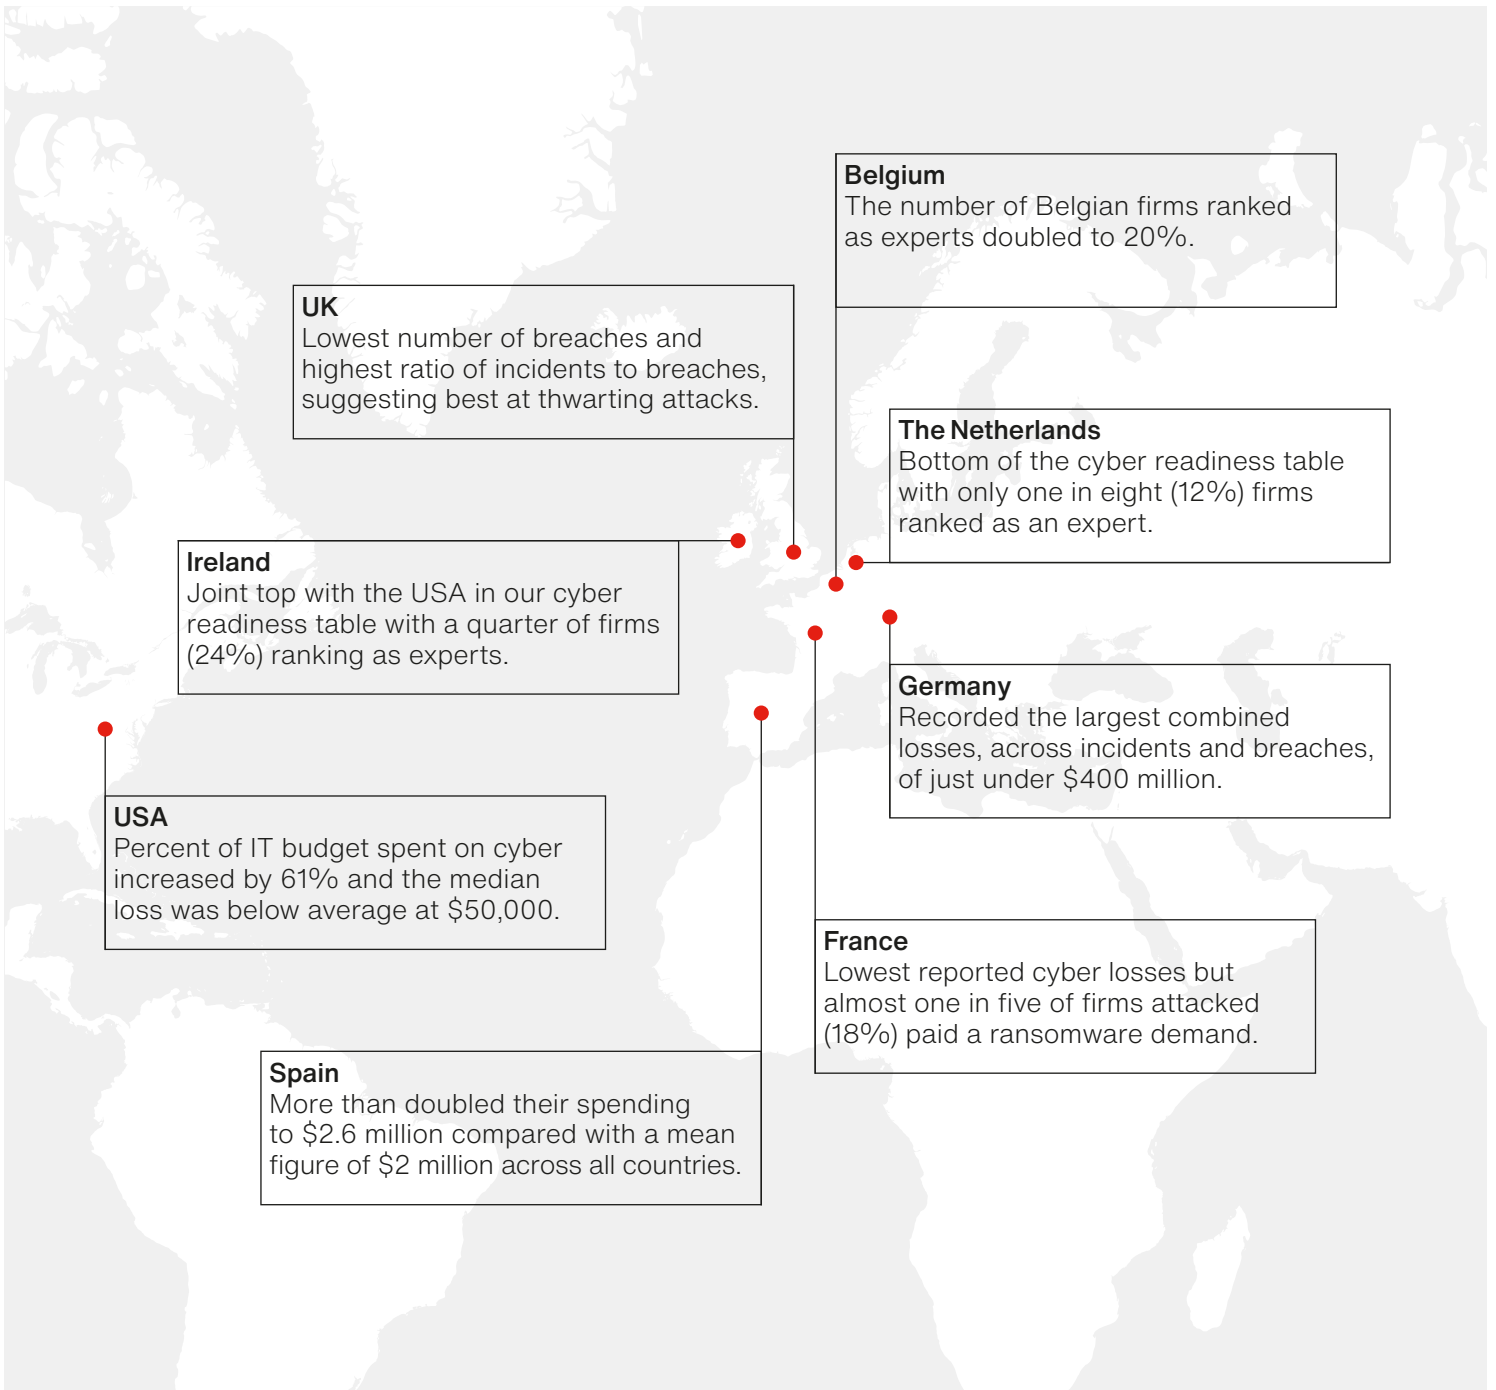 Belgium
The number of Belgian firms ranked
as experts doubled to 20%.
UK
Lowest number of breaches and
highest ratio of incidents to breaches,
suggesting best at thwarting attacks.
The Netherlands
Bottom of the cyber readiness table
with only one in eight (12%) firms
ranked as an expert.
Ireland
Joint top with the USA in our cyber
readiness table with a quarter of firms
(24%) ranking as experts.
Germany
Recorded the largest combined
losses, across incidents and breaches,
of just under $400 million.
USA
Percent of IT budget spent on cyber
increased by 61% and the median
loss was below average at $50,000.
France
Lowest reported cyber losses but
almost one in five of firms attacked
(18%) paid a ransomware demand.
Spain
More than doubled their spending
to $2.6 million compared with a mean
figure of $2 million across all countries.